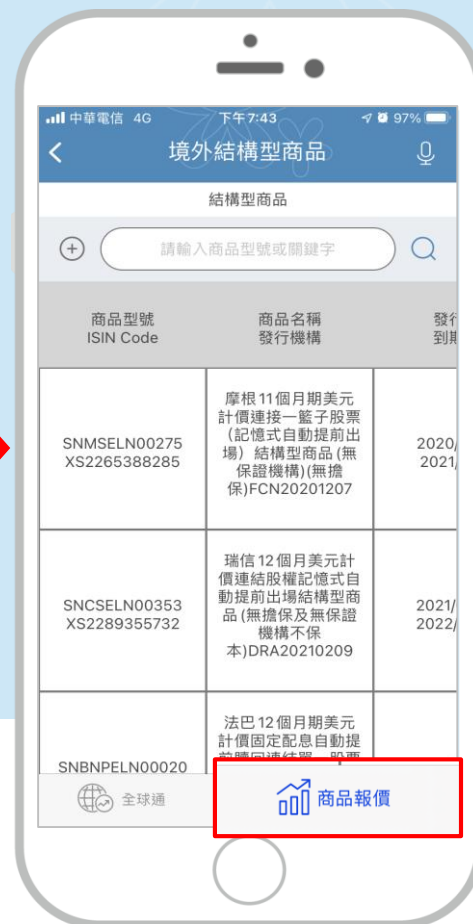 中華電信 4G 下午7:43 97%
境外結構型商品
結構型商品
請輸入商品型號或關鍵字
商品型號
ISIN Code
商品名稱
發行機構
發行
到期
SNMSELN00275
XS2265388285
摩根11個月期美元
計價連接一籃子股票
（記憶式自動提前出
場）結構型商品(無
保證機構)(無擔
保)FCN20201207
2020/
2021/
SNCSELN00353
XS2289355732
瑞信12個月美元計
價連結股權記憶式自
動提前出場結構型商
品(無擔保及無保證
機構不保
本)DRA20210209
2021/
2022/
SNBNPELN00020
法巴12個月期美元
計價固定配息自動提
全球通
商品報價